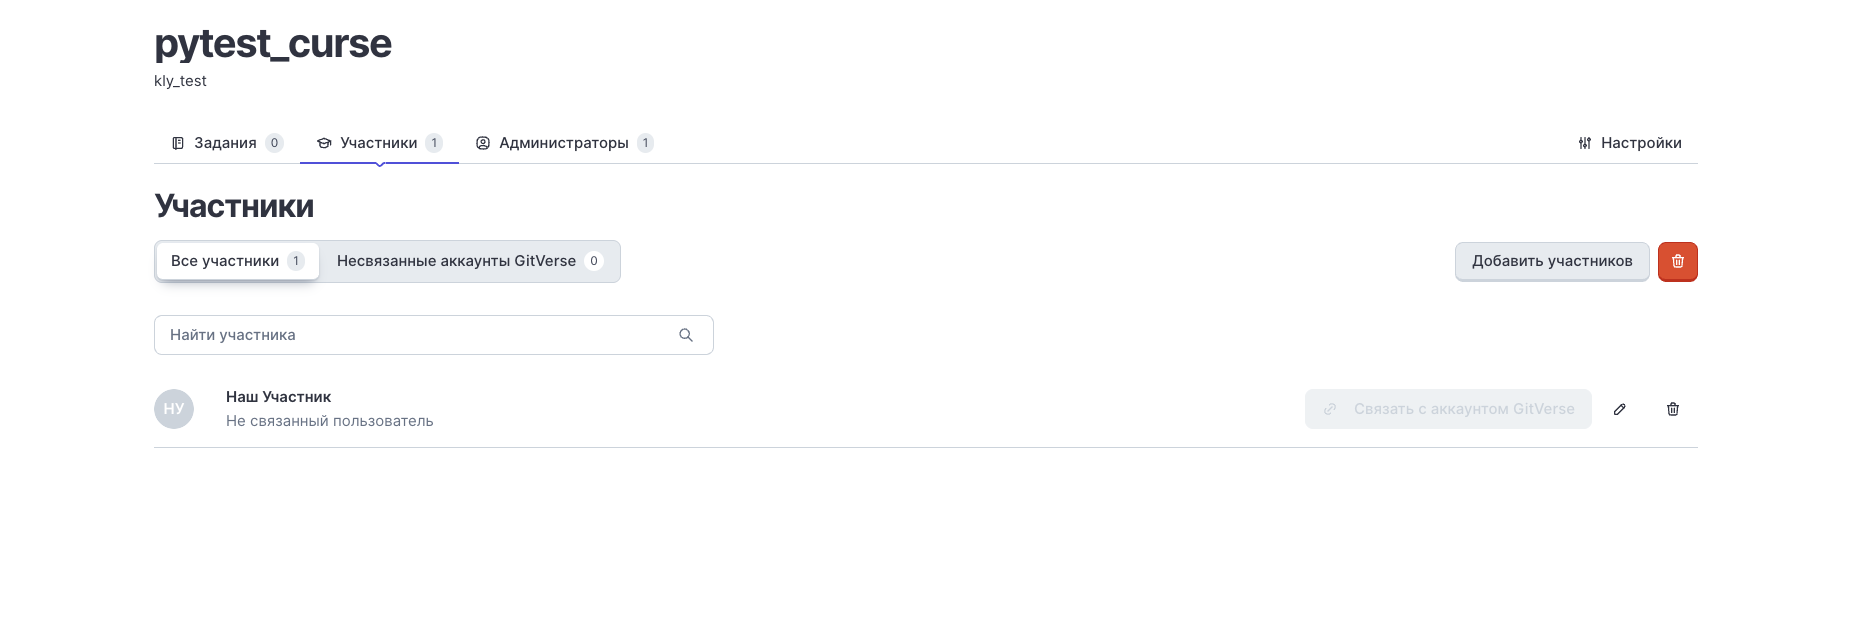 pytest_curse
kly_test
Задания 0 Участники 1 Администраторы 1 Настройки
Участники
Все участники 1 Несвязанные аккаунты GitVerse 0 Добавить участников
Найти участника
НУ Наш Участник
Не связанный пользователь
Связать с аккаунтом GitVerse